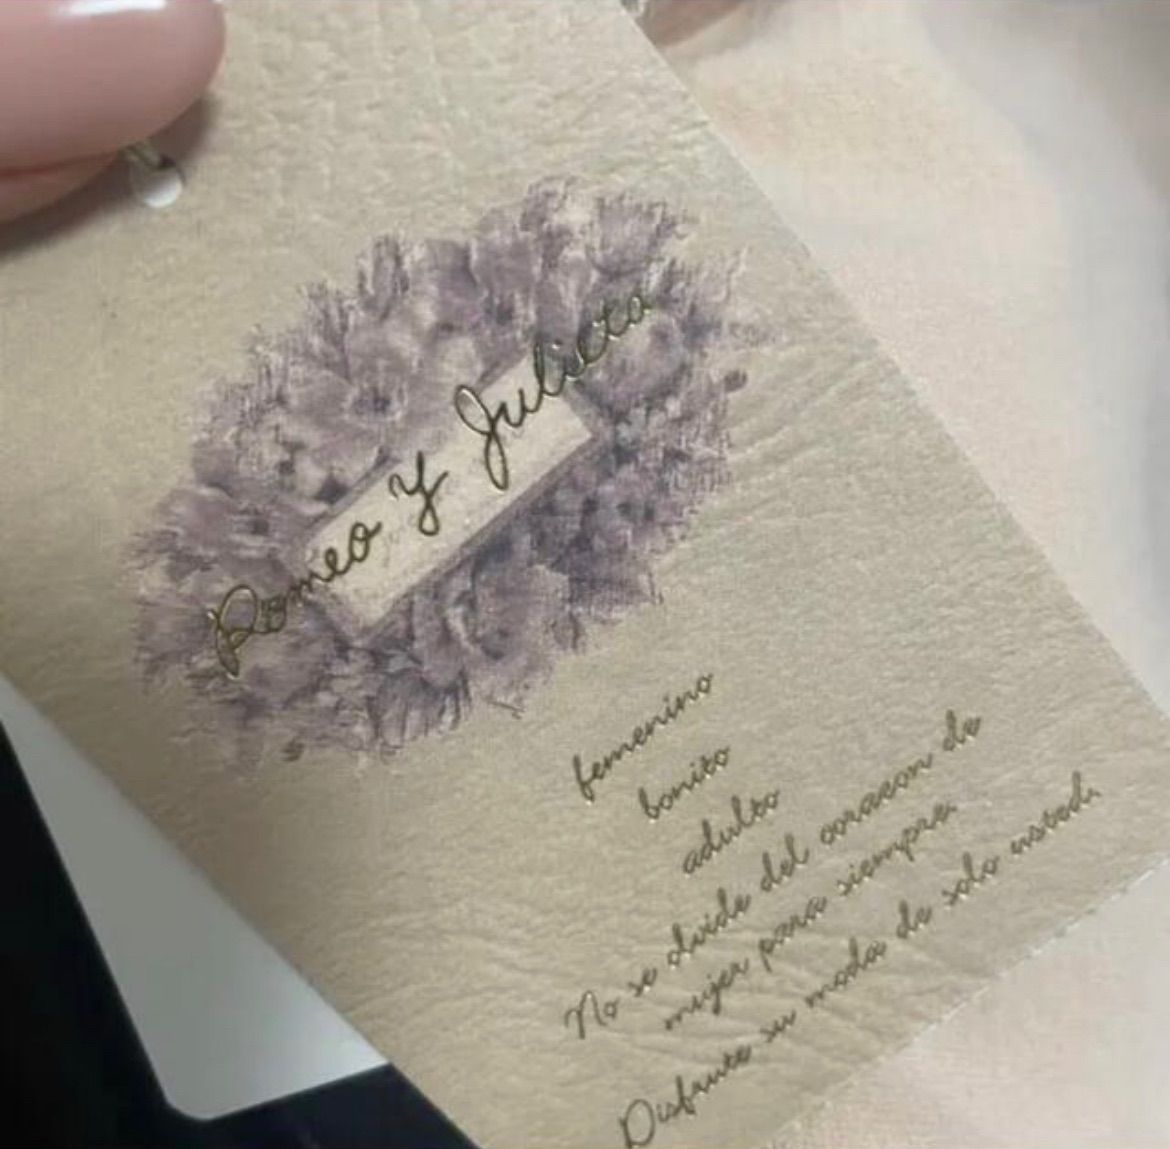 Romeo y Julieta
femenino
bonito
adulto
No se olvide del corazon de
mujer para siempre.
Disfrute su moda de solo usted.